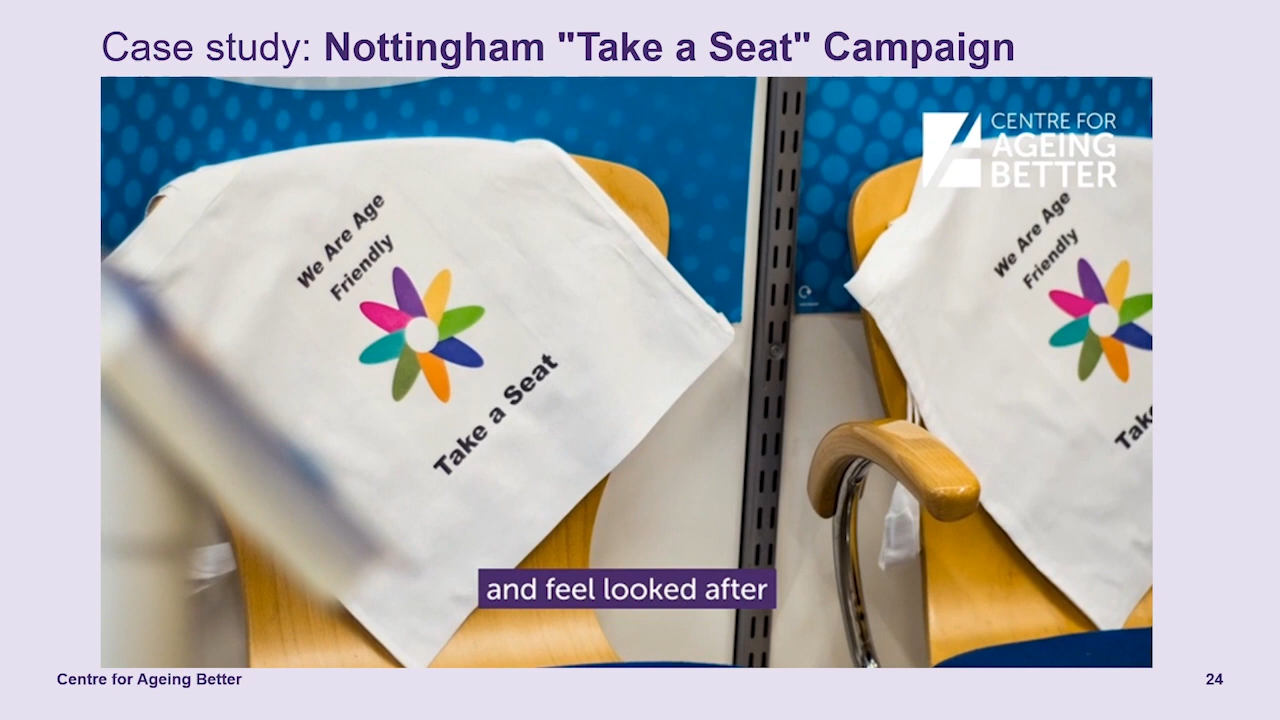 Case study: Nottingham "Take a Seat" Campaign
CENTRE FOR
AGEING
BETTER
We Are Age
Friendly
Take a Seat
We Are Age
Friendly
Tak
and feel looked after
Centre for Ageing Better
24